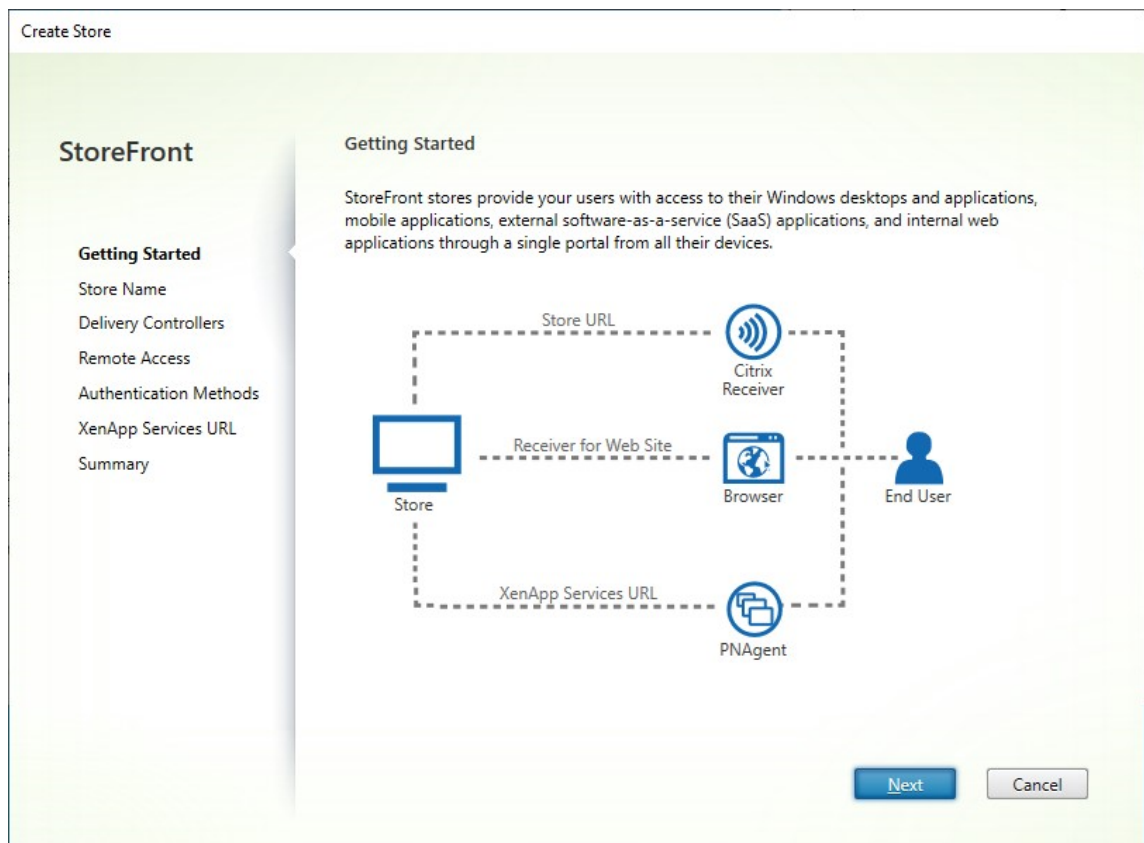 Create Store
StoreFront
Getting Started
Store Name
Delivery Controllers
Remote Access
Authentication Methods
XenApp Services URL
Summary
Getting Started
StoreFront stores provide your users with access to their Windows desktops and applications,
mobile applications, external software-as-a-service (SaaS) applications, and internal web
applications through a single portal from all their devices.
Store URL
Citrix
Receiver
Receiver for Web Site
Store
Browser
End User
XenApp Services URL
PNAgent
Next
Cancel